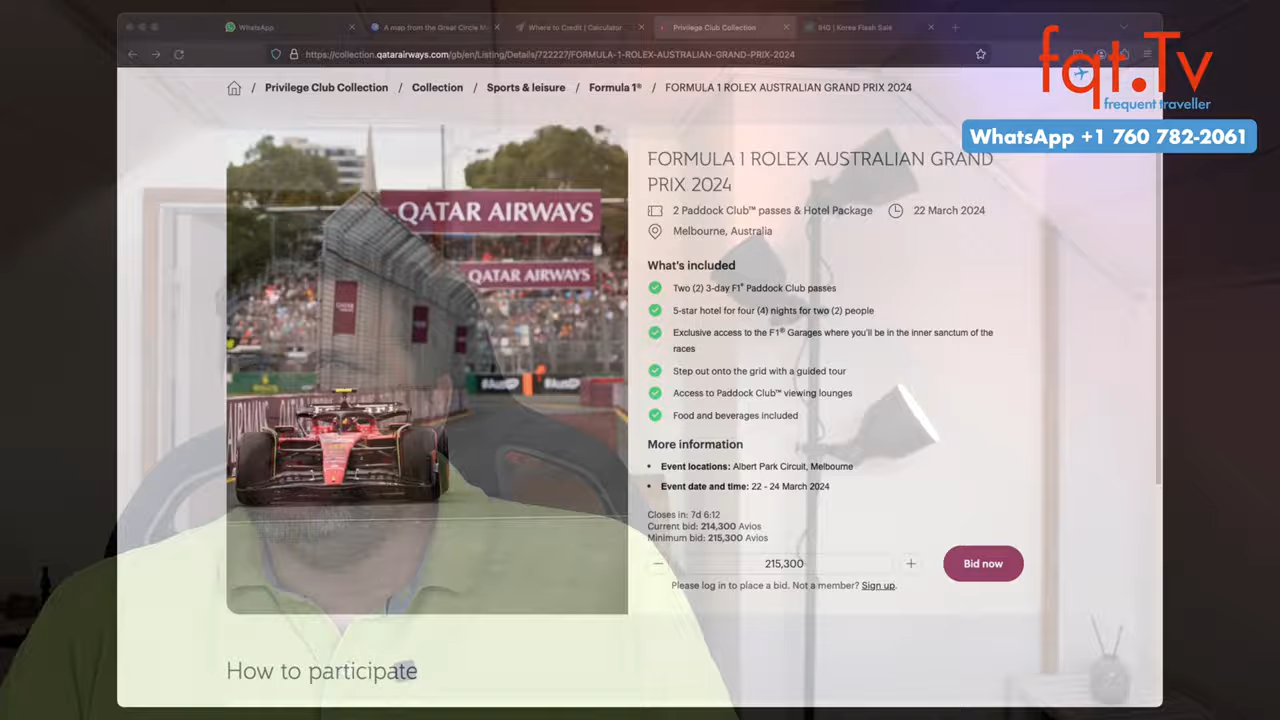 WhatsApp
A map from the Great Circle M
Where to Credit | Calculator
Privilege Club Collection
IHG | Korea Flash Sale
https://collection.qatarairways.com/gb/en/Listing/Details/722227/FORMULA-1-ROLEX-AUSTRALIAN-GRAND-PRIX-2024
fqt.Tv
frequent traveller
WhatsApp +1 760 782-2061
/ Privilege Club Collection / Collection / Sports & leisure / Formula 1® / FORMULA 1 ROLEX AUSTRALIAN GRAND PRIX 2024
QATAR AIRWAYS
QATAR AIRWAYS
FORMULA 1 ROLEX AUSTRALIAN GRAND
PRIX 2024
2 Paddock Club™ passes & Hotel Package 22 March 2024
Melbourne, Australia
What's included
Two (2) 3-day F1® Paddock Club passes
5-star hotel for four (4) nights for two (2) people
Exclusive access to the F1® Garages where you'll be in the inner sanctum of the
races
Step out onto the grid with a guided tour
Access to Paddock Club™ viewing lounges
Food and beverages included
More information
• Event locations: Albert Park Circuit, Melbourne
• Event date and time: 22 - 24 March 2024
Closes in: 7d 6:12
Current bid: 214,300 Avios
Minimum bid: 215,300 Avios
− 215,300 + Bid now
Please log in to place a bid. Not a member? Sign up.
How to participate